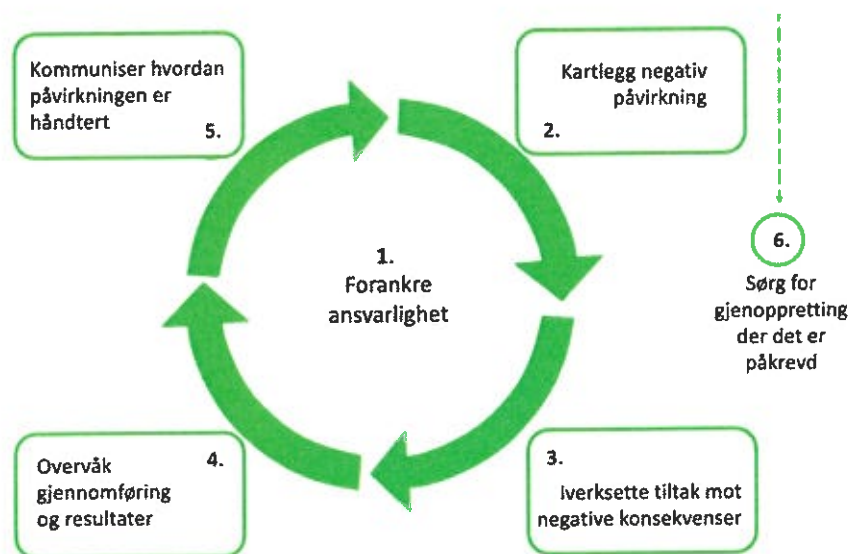 1.
Forankre
ansvarlighet
Kartlegg negativ
påvirkning
2.
3.
Iverksette tiltak mot
negative konsekvenser
4.
Overvåk
gjennomføring
og resultater
Kommuniser hvordan
påvirkningen er
håndtert
5.
6.
Sørg for
gjenoppretting
der det er
påkrevd